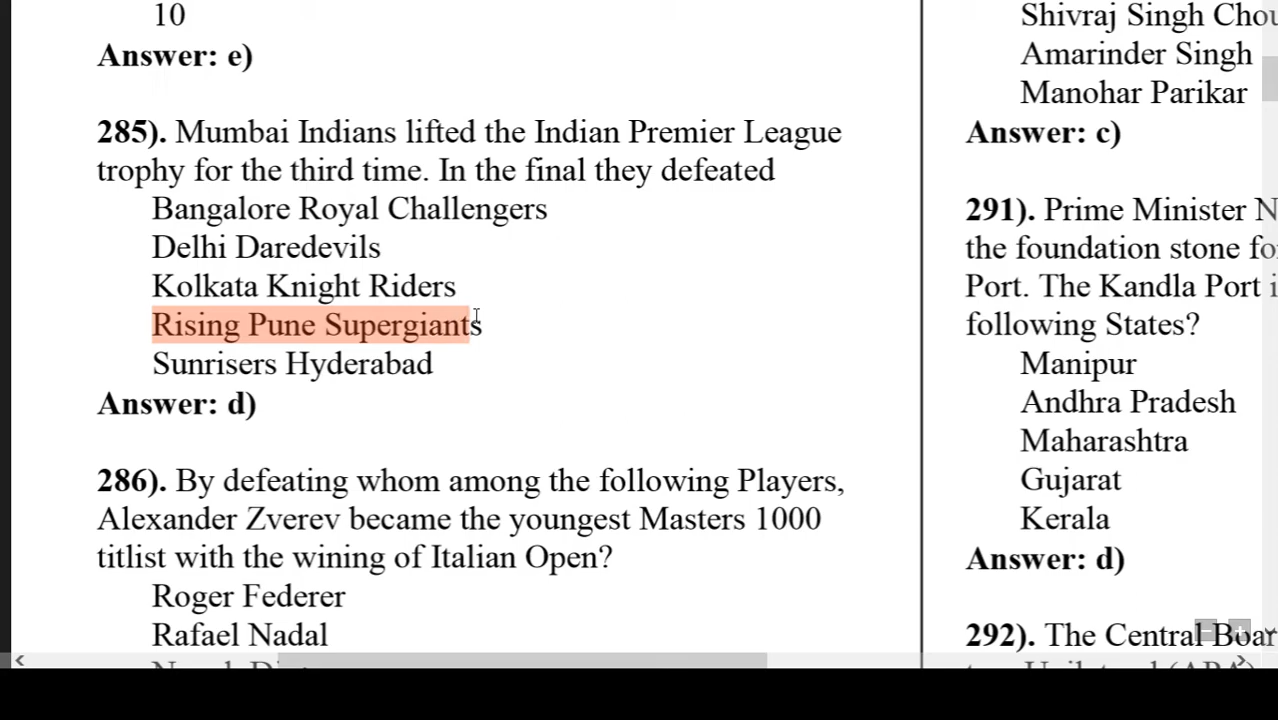 10
Answer: e)
285). Mumbai Indians lifted the Indian Premier League
trophy for the third time. In the final they defeated
Bangalore Royal Challengers
Delhi Daredevils
Kolkata Knight Riders
Rising Pune Supergiants
Sunrisers Hyderabad
Answer: d)
286). By defeating whom among the following Players,
Alexander Zverev became the youngest Masters 1000
titlist with the wining of Italian Open?
Roger Federer
Rafael Nadal
Shivraj Singh Chou
Amarinder Singh
Manohar Parikar
Answer: c)
291). Prime Minister N
the foundation stone fo
Port. The Kandla Port i
following States?
Manipur
Andhra Pradesh
Maharashtra
Gujarat
Kerala
Answer: d)
292). The Central Boar